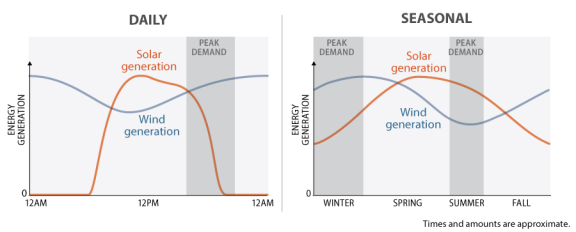 DAILY
PEAK
DEMAND
Solar
generation
Wind
generation
ENERGY
GENERATION
0
12AM
12PM
12AM
SEASONAL
PEAK
DEMAND
PEAK
DEMAND
Solar
generation
Wind
generation
ENERGY
GENERATION
0
WINTER
SPRING
SUMMER
FALL
Times and amounts are approximate.